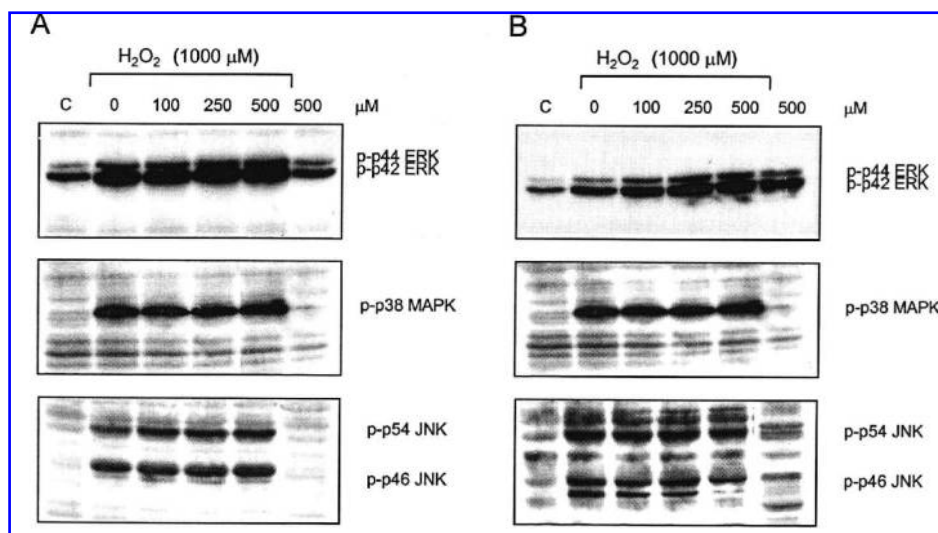 A
H₂O₂ (1000 μM)
C 0 100 250 500 500 μM
p-p44 ERK
p-p42 ERK
p-p38 MAPK
p-p54 JNK
p-p46 JNK
B
H₂O₂ (1000 μM)
C 0 100 250 500 500 μM
p-p44 ERK
p-p42 ERK
p-p38 MAPK
p-p54 JNK
p-p46 JNK